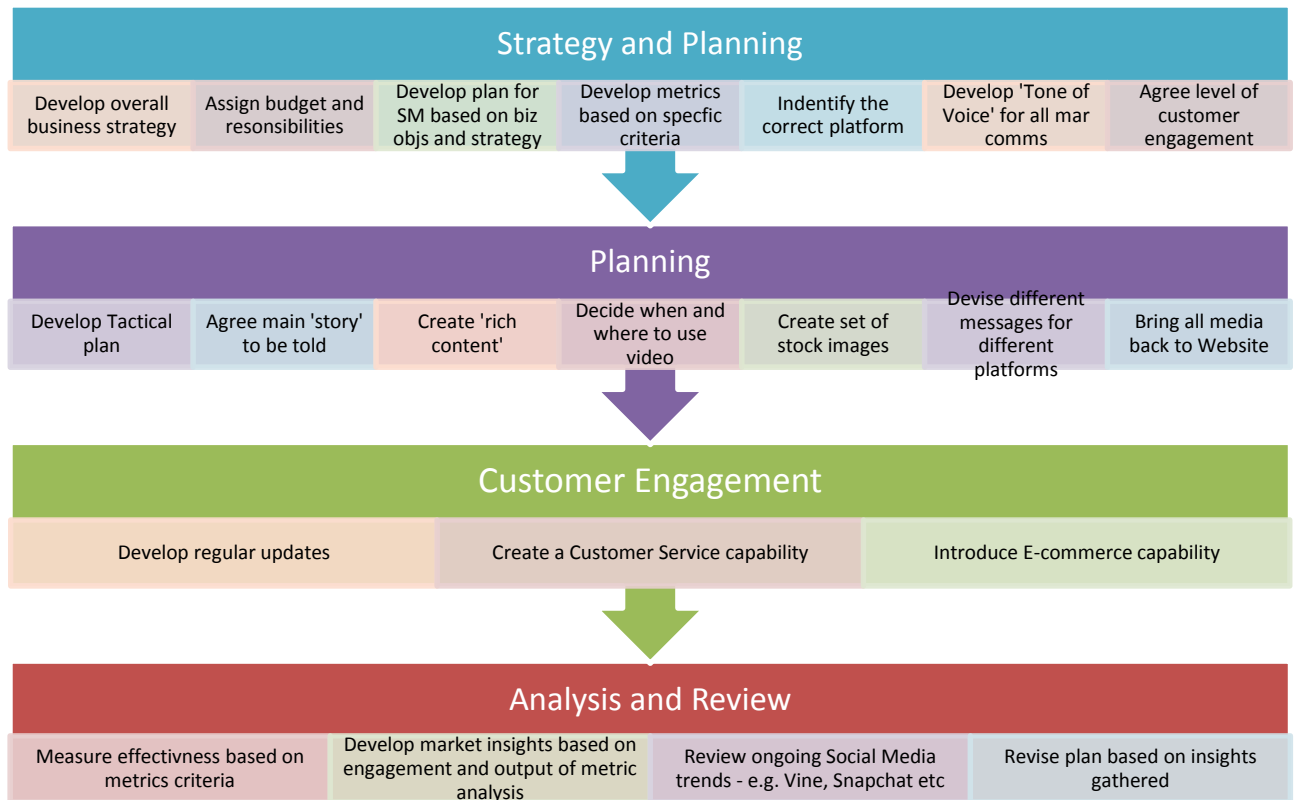 Strategy and Planning
Develop overall
business strategy
Assign budget and
resonsibilities
Develop plan for
SM based on biz
objs and strategy
Develop metrics
based on specfic
criteria
Indentify the
correct platform
Develop 'Tone of
Voice' for all mar
comms
Agree level of
customer
engagement
Planning
Develop Tactical
plan
Agree main 'story'
to be told
Create 'rich
content'
Decide when and
where to use
video
Create set of
stock images
Devise different
messages for
different
platforms
Bring all media
back to Website
Customer Engagement
Develop regular updates
Create a Customer Service capability
Introduce E-commerce capability
Analysis and Review
Measure effectivness based on
metrics criteria
Develop market insights based on
engagement and output of metric
analysis
Review ongoing Social Media
trends - e.g. Vine, Snapchat etc
Revise plan based on insights
gathered